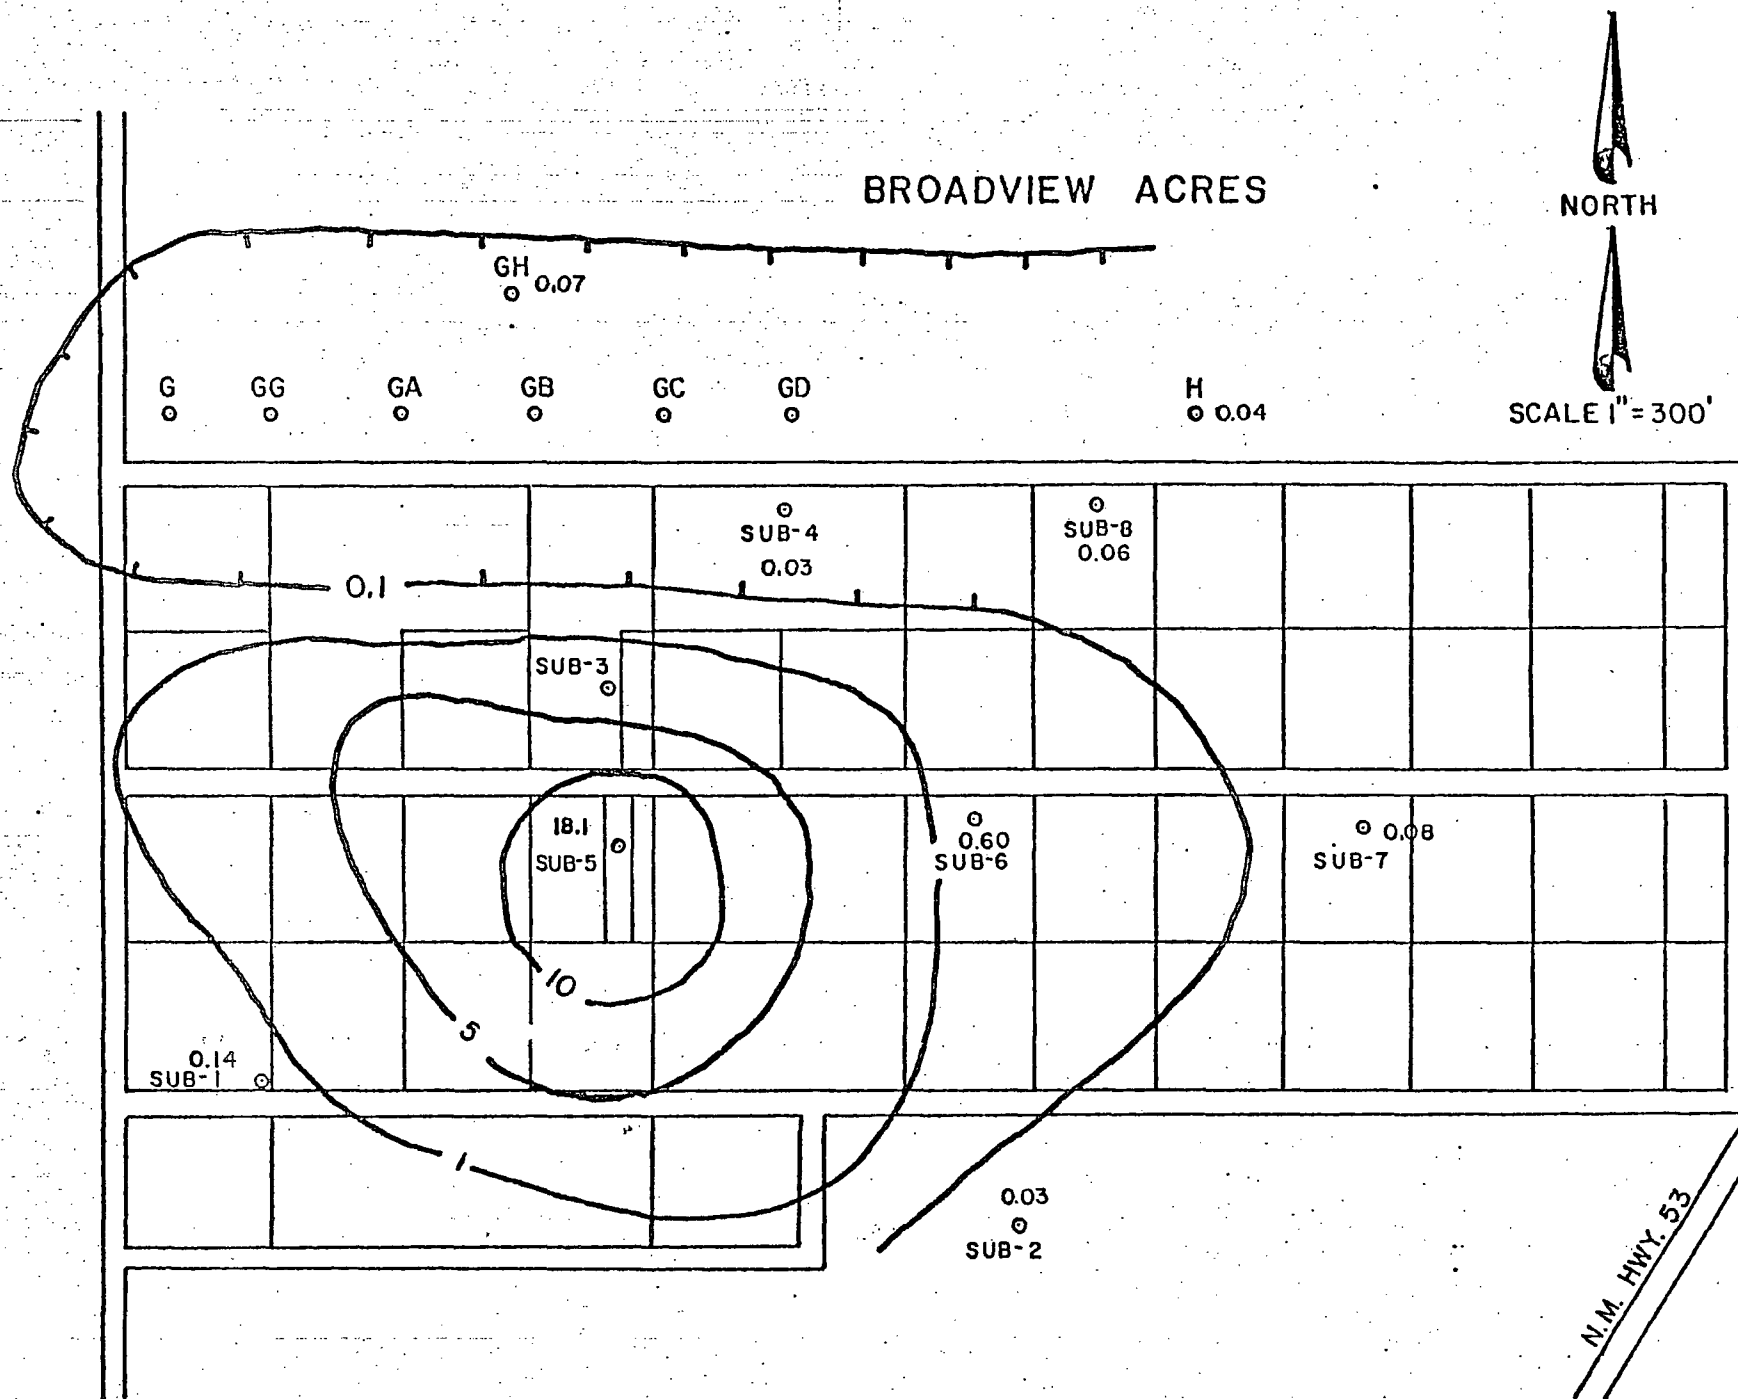 BROADVIEW ACRES
NORTH
GH 0.07
G
GG
GA
GB
GC
GD
H
0.04
SCALE 1"=300'
SUB-4
0.03
SUB-8
0.06
0.1
SUB-3
18.1
SUB-5
0.60
SUB-6
0.08
SUB-7
10
5
0.14
SUB-1
1
0.03
SUB-2
N.M. HWY. 53